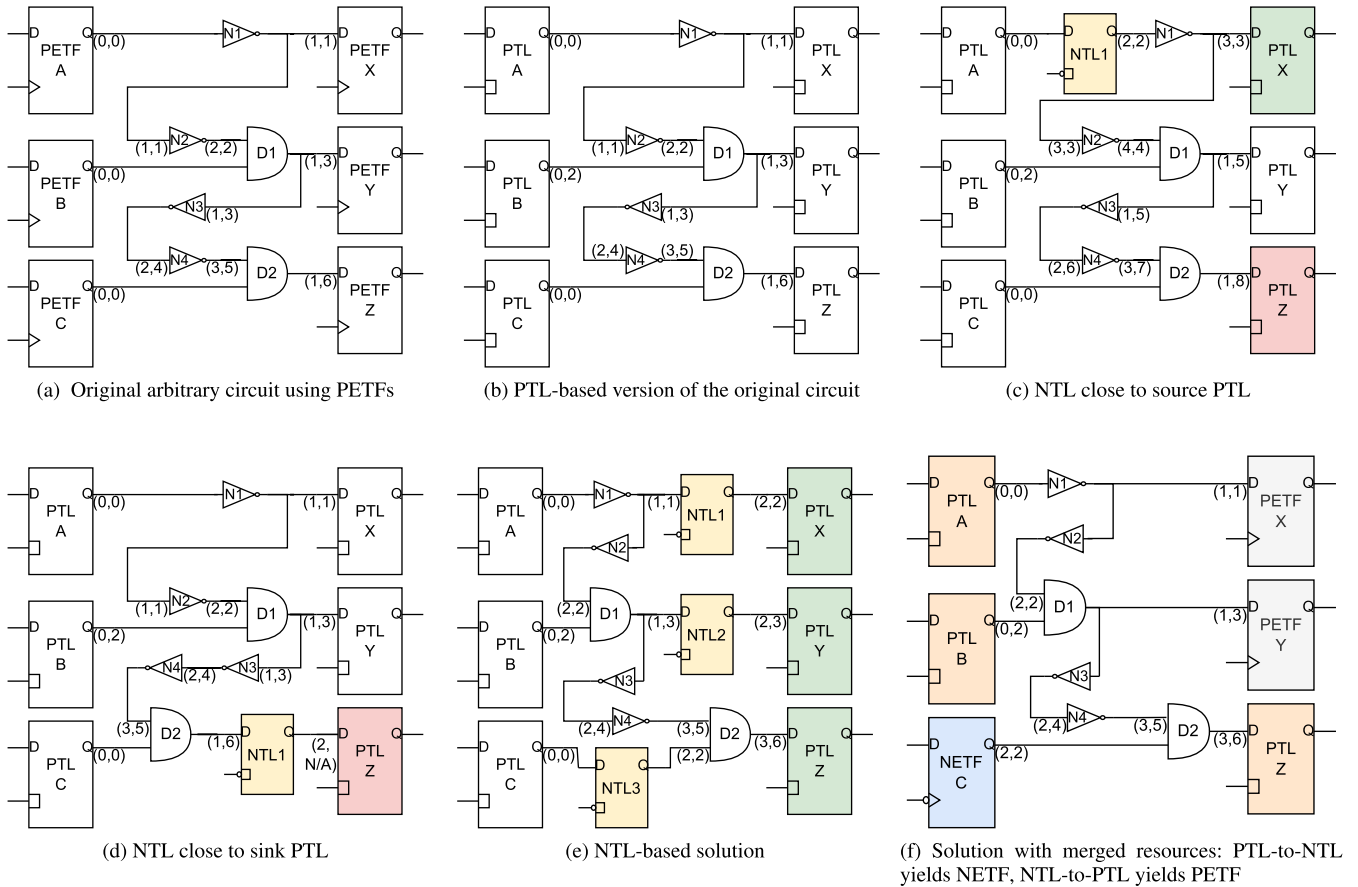 D PETF A Q (0,0) N1 (1,1) D PETF X Q
(1,1) N2 (2,2) D1 (1,3) D PETF Y Q
D PETF B Q (0,0)
N3 (1,3)
(2,4) N4 (3,5) D2 (1,6) D PETF Z Q
D PETF C Q (0,0)
(a) Original arbitrary circuit using PETFs
D PTL A Q (0,0) N1 (1,1) D PTL X Q
(1,1) N2 (2,2) D1 (1,3) D PTL Y Q
D PTL B Q (0,2)
N3 (1,3)
(2,4) N4 (3,5) D2 (1,6) D PTL Z Q
D PTL C Q (0,0)
(b) PTL-based version of the original circuit
D PTL A Q (0,0) D NTL1 Q (2,2) N1 (3,3) D PTL X Q
(3,3) N2 (4,4) D1 (1,5) D PTL Y Q
D PTL B Q (0,2)
N3 (1,5)
(2,6) N4 (3,7) D2 (1,8) D PTL Z Q
D PTL C Q (0,0)
(c) NTL close to source PTL
D PTL A Q (0,0) N1 (1,1) D PTL X Q
(1,1) N2 (2,2) D1 (1,3) D PTL Y Q
D PTL B Q (0,2)
N4 (2,4) N3 (1,3)
(3,5) D2 (1,6) D NTL1 Q (2, N/A) D PTL Z Q
D PTL C Q (0,0)
(d) NTL close to sink PTL
D PTL A Q (0,0) N1 (1,1) D NTL1 Q (2,2) D PTL X Q
N2
(2,2) D1 (1,3) D NTL2 Q (2,3) D PTL Y Q
D PTL B Q (0,2)
N3
(2,4) N4 (3,5) D2 (3,6) D PTL Z Q
D PTL C Q (0,0) D NTL3 Q (2,2)
(e) NTL-based solution
D PTL A Q (0,0) N1 (1,1) D PETF X Q
N2
(2,2) D1 (1,3) D PETF Y Q
D PTL B Q (0,2)
N3
(2,4) N4 (3,5) D2 (3,6) D PTL Z Q
D NETF C Q (2,2)
(f) Solution with merged resources: PTL-to-NTL
yields NETF, NTL-to-PTL yields PETF